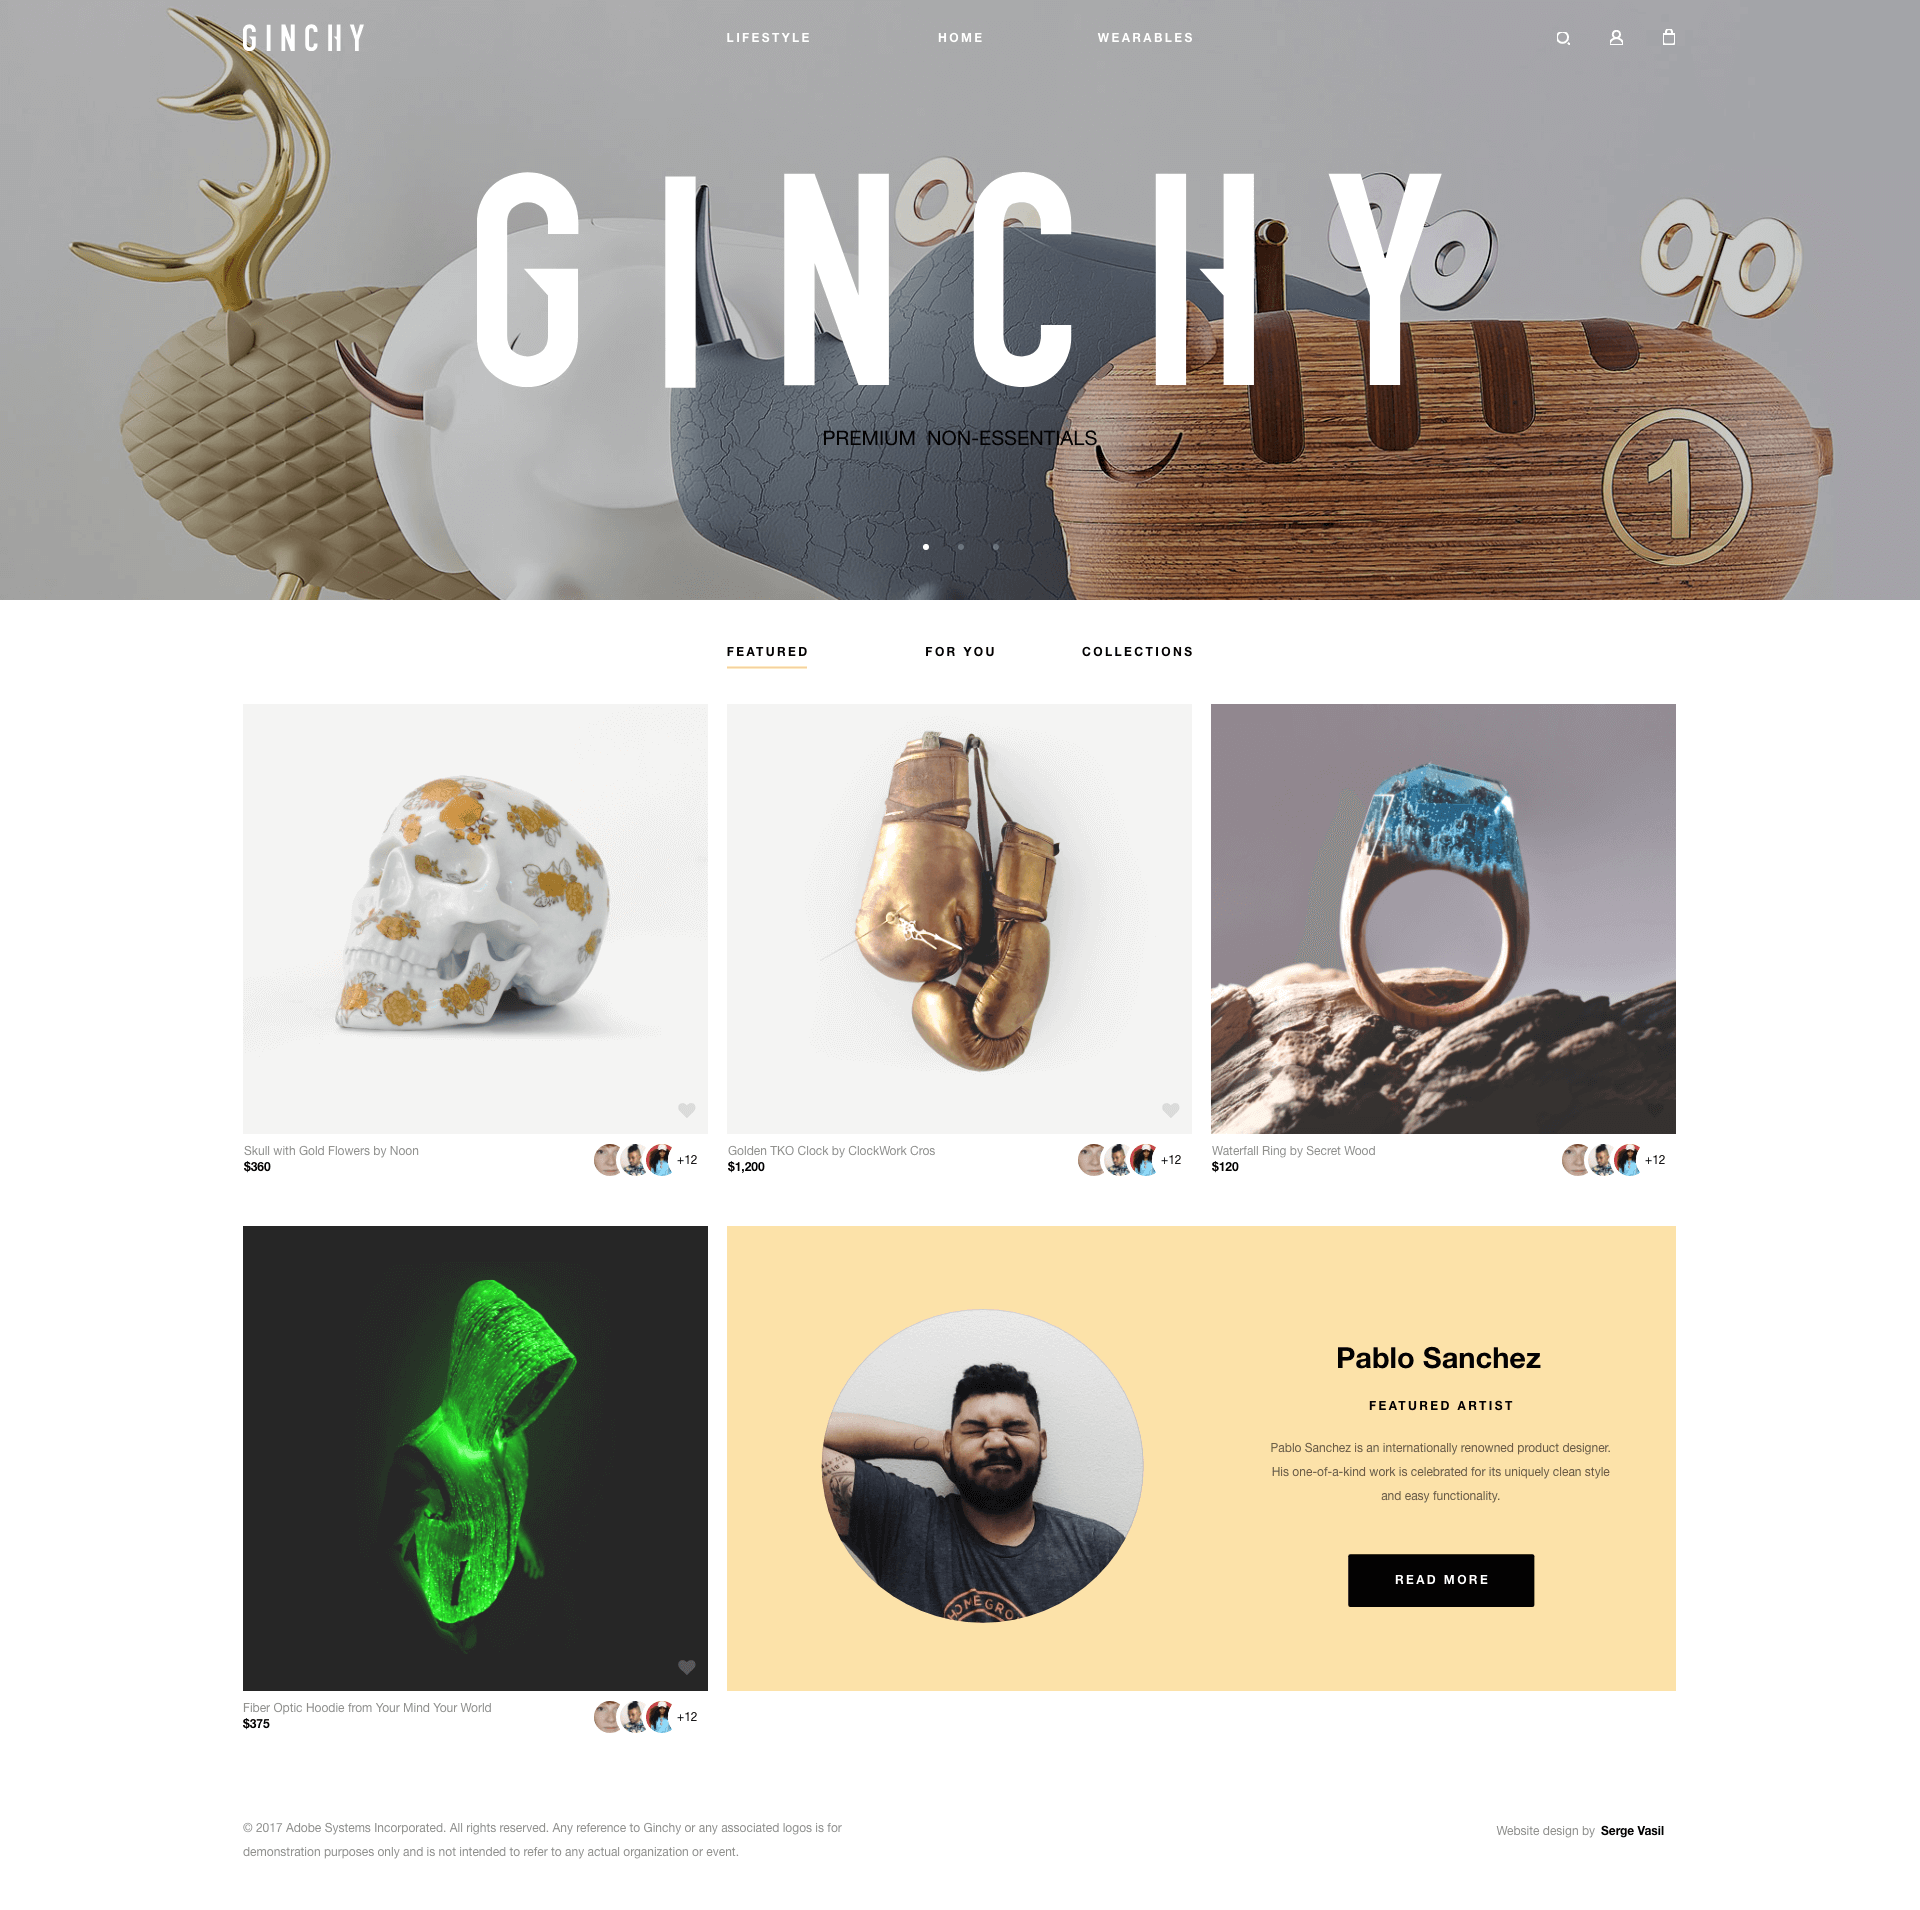 GINCHY
LIFESTYLE
HOME
WEARABLES
GINCHY
PREMIUM NON-ESSENTIALS
1
FEATURED
FOR YOU
COLLECTIONS
Skull with Gold Flowers by Noon
$360
+12
Golden TKO Clock by ClockWork Cros
$1,200
+12
Waterfall Ring by Secret Wood
$120
+12
Fiber Optic Hoodie from Your Mind Your World
$375
+12
HOMEGRO
Pablo Sanchez
FEATURED ARTIST
Pablo Sanchez is an internationally renowned product designer.
His one-of-a-kind work is celebrated for its uniquely clean style
and easy functionality.
READ MORE
© 2017 Adobe Systems Incorporated. All rights reserved. Any reference to Ginchy or any associated logos is for
demonstration purposes only and is not intended to refer to any actual organization or event.
Website design by Serge Vasil